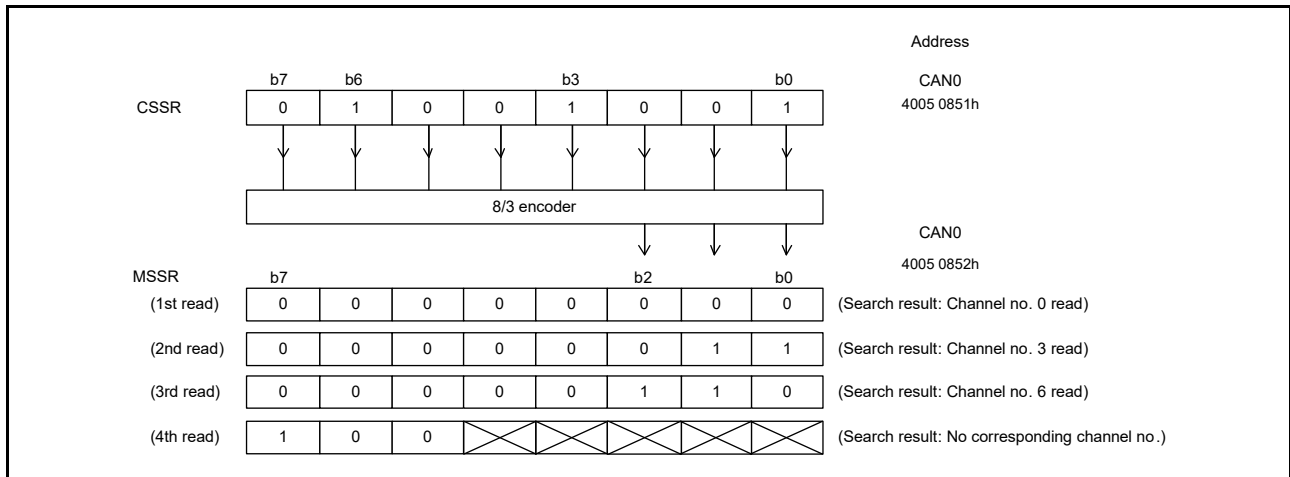 Address
b7 b6 b3 b0 CAN0
CSSR 0 1 0 0 1 0 0 1 4005 0851h
8/3 encoder
CAN0
4005 0852h
MSSR b7 b2 b0
(1st read) 0 0 0 0 0 0 0 0 (Search result: Channel no. 0 read)
(2nd read) 0 0 0 0 0 0 1 1 (Search result: Channel no. 3 read)
(3rd read) 0 0 0 0 0 1 1 0 (Search result: Channel no. 6 read)
(4th read) 1 0 0 (Search result: No corresponding channel no.)